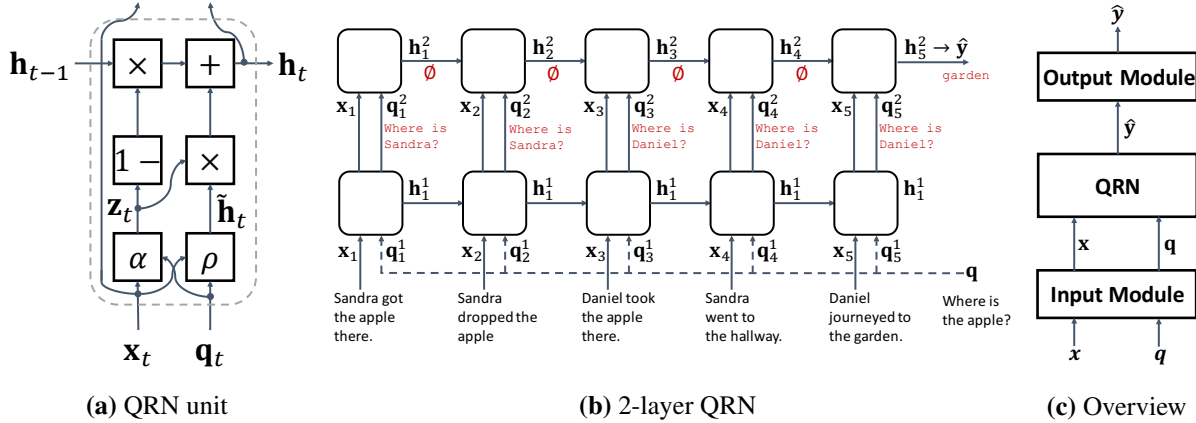 h_{t-1}
×
+
h_t
1 −
×
z_t
h̃_t
α
ρ
x_t
q_t
(a) QRN unit
h_1^2
h_2^2
h_3^2
h_4^2
h_5^2 → ŷ
∅
∅
∅
∅
garden
x_1
q_1^2
x_2
q_2^2
x_3
q_3^2
x_4
q_4^2
x_5
q_5^2
Where is
Sandra?
Where is
Sandra?
Where is
Daniel?
Where is
Daniel?
Where is
Daniel?
h_1^1
h_1^1
h_1^1
h_1^1
h_1^1
x_1
q_1^1
x_2
q_2^1
x_3
q_3^1
x_4
q_4^1
x_5
q_5^1
q
Sandra got
the apple
there.
Sandra
dropped the
apple
Daniel took
the apple
there.
Sandra
went to
the hallway.
Daniel
journeyed to
the garden.
Where is
the apple?
(b) 2-layer QRN
ŷ
Output Module
ŷ
QRN
x
q
Input Module
x
q
(c) Overview